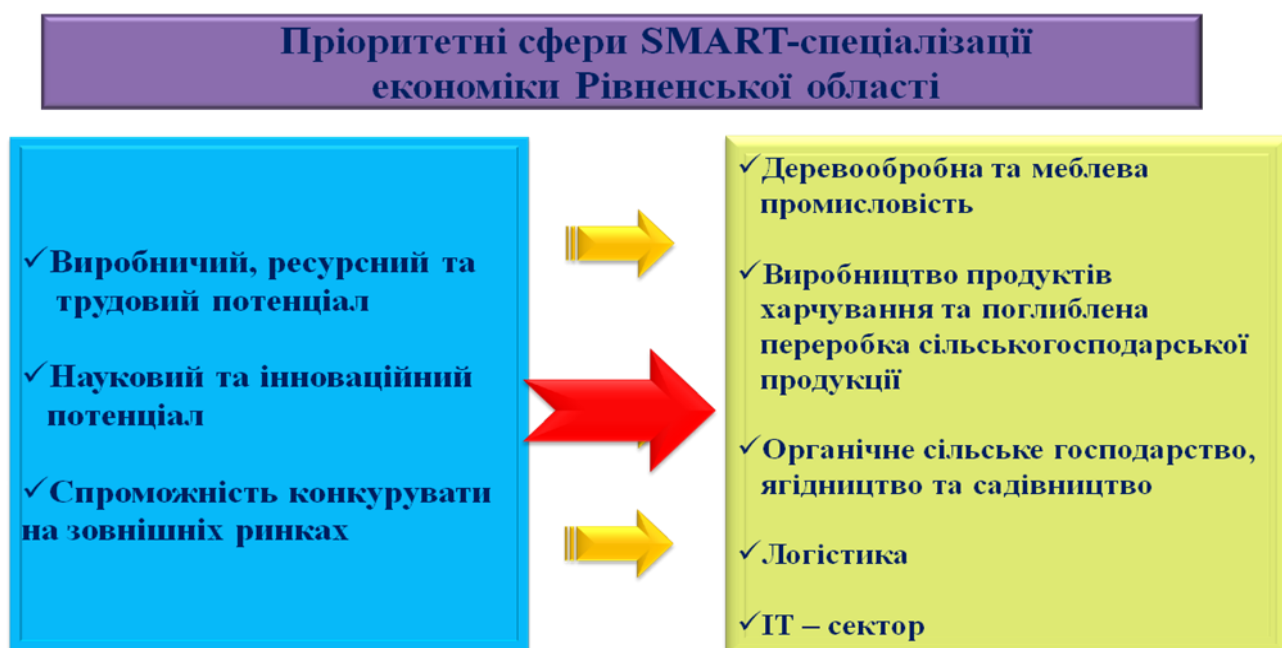 Пріоритетні сфери SMART-спеціалізації
економіки Рівненської області
✓Виробничий, ресурсний та
трудовий потенціал
✓Науковий та інноваційний
потенціал
✓Спроможність конкурувати
на зовнішніх ринках
✓Деревообробна та меблева
промисловість
✓Виробництво продуктів
харчування та поглиблена
переробка сільськогосподарської
продукції
✓Органічне сільське господарство,
ягідництво та садівництво
✓Логістика
✓ІТ – сектор